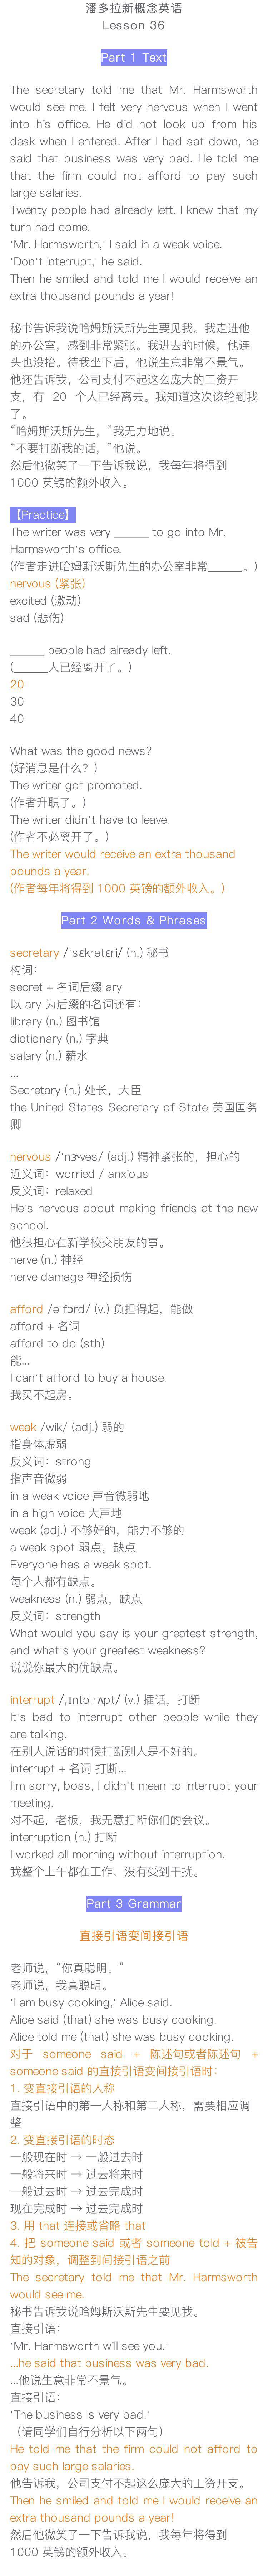 潘多拉新概念英语
Lesson 36
Part 1 Text
The secretary told me that Mr. Harmsworth
would see me. I felt very nervous when I went
into his office. He did not look up from his
desk when I entered. After I had sat down, he
said that business was very bad. He told me
that the firm could not afford to pay such
large salaries.
Twenty people had already left. I knew that my
turn had come.
'Mr. Harmsworth,' I said in a weak voice.
'Don't interrupt,' he said.
Then he smiled and told me I would receive an
extra thousand pounds a year!
秘书告诉我说哈姆斯沃斯先生要见我。我走进他
的办公室，感到非常紧张。我进去的时候，他连
头也没抬。待我坐下后，他说生意非常不景气。
他还告诉我，公司支付不起这么庞大的工资开
支，有 20 个人已经离去。我知道这次该轮到我
了。
“哈姆斯沃斯先生，”我无力地说。
“不要打断我的话，”他说。
然后他微笑了一下告诉我说，我每年将得到
1000 英镑的额外收入。
【Practice】
The writer was very ______ to go into Mr.
Harmsworth's office.
(作者走进哈姆斯沃斯先生的办公室非常______。)
nervous (紧张)
excited (激动)
sad (悲伤)
______ people had already left.
(______人已经离开了。)
20
30
40
What was the good news?
(好消息是什么？)
The writer got promoted.
(作者升职了。)
The writer didn't have to leave.
(作者不必离开了。)
The writer would receive an extra thousand
pounds a year.
(作者每年将得到 1000 英镑的额外收入。)
Part 2 Words & Phrases
secretary /ˈsɛkrətɛri/ (n.) 秘书
构词：
secret + 名词后缀 ary
以 ary 为后缀的名词还有：
library (n.) 图书馆
dictionary (n.) 字典
salary (n.) 薪水
...
Secretary (n.) 处长，大臣
the United States Secretary of State 美国国务
卿
nervous /ˈnɝvəs/ (adj.) 精神紧张的，担心的
近义词：worried / anxious
反义词：relaxed
He's nervous about making friends at the new
school.
他很担心在新学校交朋友的事。
nerve (n.) 神经
nerve damage 神经损伤
afford /əˈfɔrd/ (v.) 负担得起，能做
afford + 名词
afford to do (sth)
能...
I can't afford to buy a house.
我买不起房。
weak /wik/ (adj.) 弱的
指身体虚弱
反义词：strong
指声音微弱
in a weak voice 声音微弱地
in a high voice 大声地
weak (adj.) 不够好的，能力不够的
a weak spot 弱点，缺点
Everyone has a weak spot.
每个人都有缺点。
weakness (n.) 弱点，缺点
反义词：strength
What would you say is your greatest strength,
and what's your greatest weakness?
说说你最大的优缺点。
interrupt /ˌɪntəˈrʌpt/ (v.) 插话，打断
It's bad to interrupt other people while they
are talking.
在别人说话的时候打断别人是不好的。
interrupt + 名词 打断...
I'm sorry, boss, I didn't mean to interrupt your
meeting.
对不起，老板，我无意打断你们的会议。
interruption (n.) 打断
I worked all morning without interruption.
我整个上午都在工作，没有受到干扰。
Part 3 Grammar
直接引语变间接引语
老师说，“你真聪明。”
老师说，我真聪明。
'I am busy cooking,' Alice said.
Alice said (that) she was busy cooking.
Alice told me (that) she was busy cooking.
对于 someone said + 陈述句或者陈述句 +
someone said 的直接引语变间接引语时：
1. 变直接引语的人称
直接引语中的第一人称和第二人称，需要相应调
整
2. 变直接引语的时态
一般现在时 → 一般过去时
一般将来时 → 过去将来时
一般过去时 → 过去完成时
现在完成时 → 过去完成时
3. 用 that 连接或省略 that
4. 把 someone said 或者 someone told + 被告
知的对象，调整到间接引语之前
The secretary told me that Mr. Harmsworth
would see me.
秘书告诉我说哈姆斯沃斯先生要见我。
直接引语：
'Mr. Harmsworth will see you.'
...he said that business was very bad.
...他说生意非常不景气。
直接引语：
'The business is very bad.'
（请同学们自行分析以下两句）
He told me that the firm could not afford to
pay such large salaries.
他告诉我，公司支付不起这么庞大的工资开支。
Then he smiled and told me I would receive an
extra thousand pounds a year!
然后他微笑了一下告诉我说，我每年将得到
1000 英镑的额外收入。